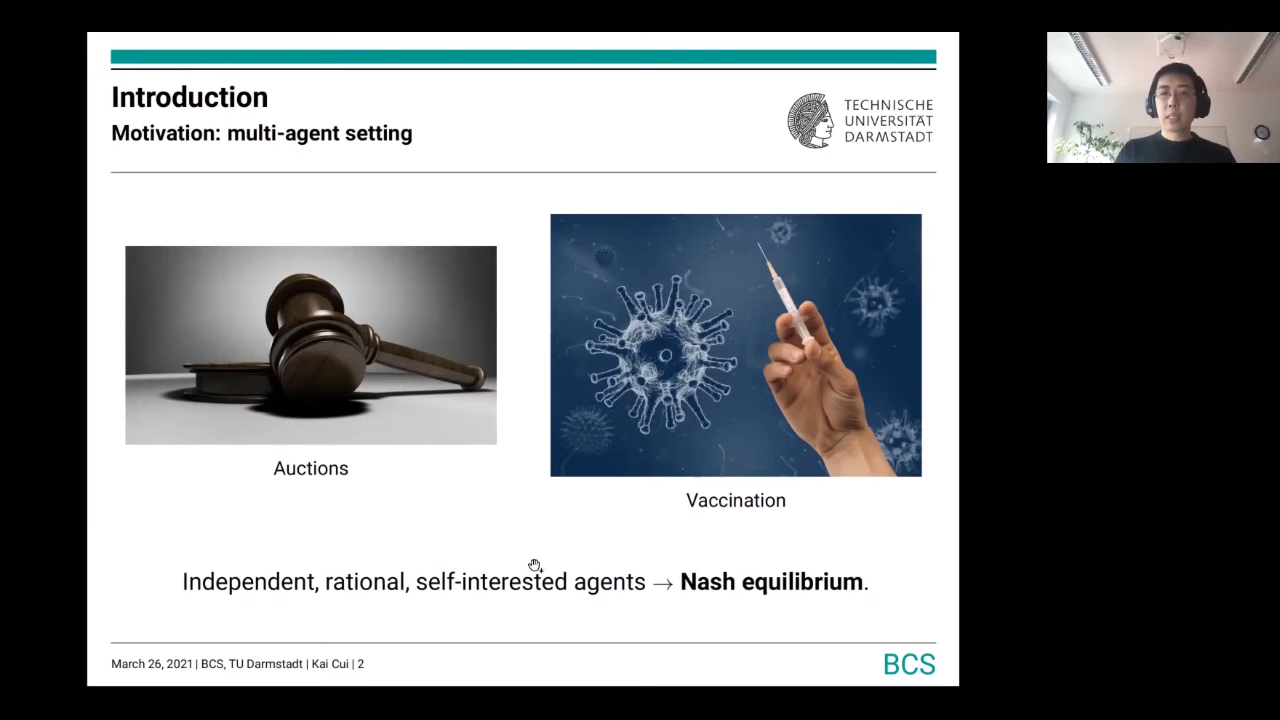 Introduction
Motivation: multi-agent setting
TECHNISCHE
UNIVERSITÄT
DARMSTADT
Auctions
Vaccination
Independent, rational, self-interested agents → Nash equilibrium.
March 26, 2021 | BCS, TU Darmstadt | Kai Cui | 2
BCS